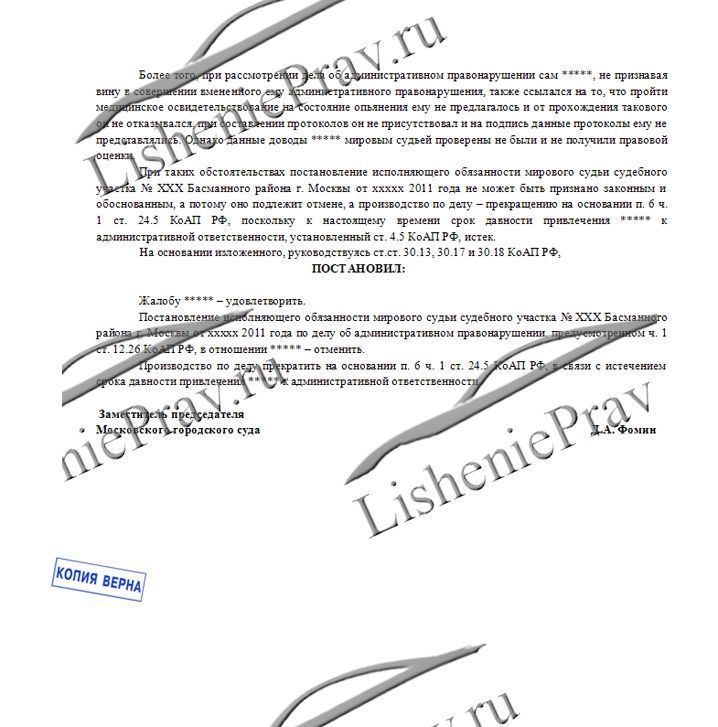 Более того, при рассмотрении дела об административном правонарушении сам *****, не признавая
вину в совершении вмененного ему административного правонарушения, также ссылался на то, что пройти
медицинское освидетельствование на состояние опьянения ему не предлагалось и от прохождения такового
он не отказывался, при составлении протоколов он не присутствовал и на подпись данные протоколы ему не
представлялись. Однако данные доводы ***** мировым судьей проверены не были и не получили правовой
оценки.
При таких обстоятельствах постановление исполняющего обязанности мирового судьи судебного
участка № ХХХ Басманного района г. Москвы от ххххх 2011 года не может быть признано законным и
обоснованным, а потому оно подлежит отмене, а производство по делу – прекращению на основании п. 6 ч.
1 ст. 24.5 КоАП РФ, поскольку к настоящему времени срок давности привлечения ***** к
административной ответственности, установленный ст. 4.5 КоАП РФ, истек.
На основании изложенного, руководствуясь ст.ст. 30.13, 30.17 и 30.18 КоАП РФ,
ПОСТАНОВИЛ:
Жалобу ***** – удовлетворить.
Постановление исполняющего обязанности мирового судьи судебного участка № ХХХ Басманного
района г. Москвы от ххххх 2011 года по делу об административном правонарушении, предусмотренном ч. 1
ст. 12.26 КоАП РФ, в отношении ***** – отменить.
Производство по делу прекратить на основании п. 6 ч. 1 ст. 24.5 КоАП РФ, в связи с истечением
срока давности привлечения ***** к административной ответственности.
Заместитель председателя
Московского городского суда Д.А. Фомин
КОПИЯ ВЕРНА
LisheniePrav.ru
niePrav.ru
LishеniePrav
av.ru